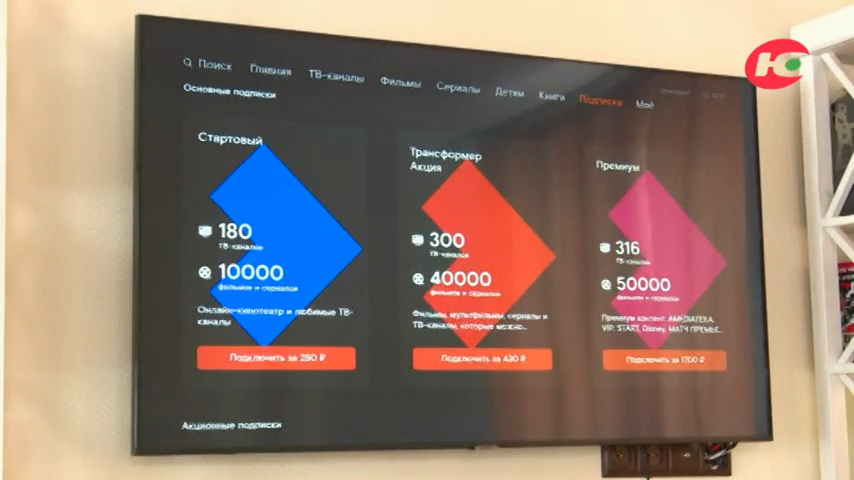 Поиск Главная ТВ-каналы Фильмы Сериалы Детям Книги Подписки Моё
Основные подписки
Стартовый
180
ТВ-каналов
10000
фильмов и сериалов
Онлайн-кинотеатр и любимые ТВ-
каналы
Подключить за 280 ₽
Трансформер
Акция
300
ТВ-каналов
40000
фильмов и сериалов
Фильмы, мультфильмы, сериалы и
ТВ-каналы, которые можно...
Подключить за 430 ₽
Премиум
316
ТВ-каналов
50000
фильмов и сериалов
Премиум контент: AMEDIATEKA,
VIP, START, Disney, МАТЧ ПРЕМЬЕ...
Подключить за 1700 ₽
Акционные подписки
Ю